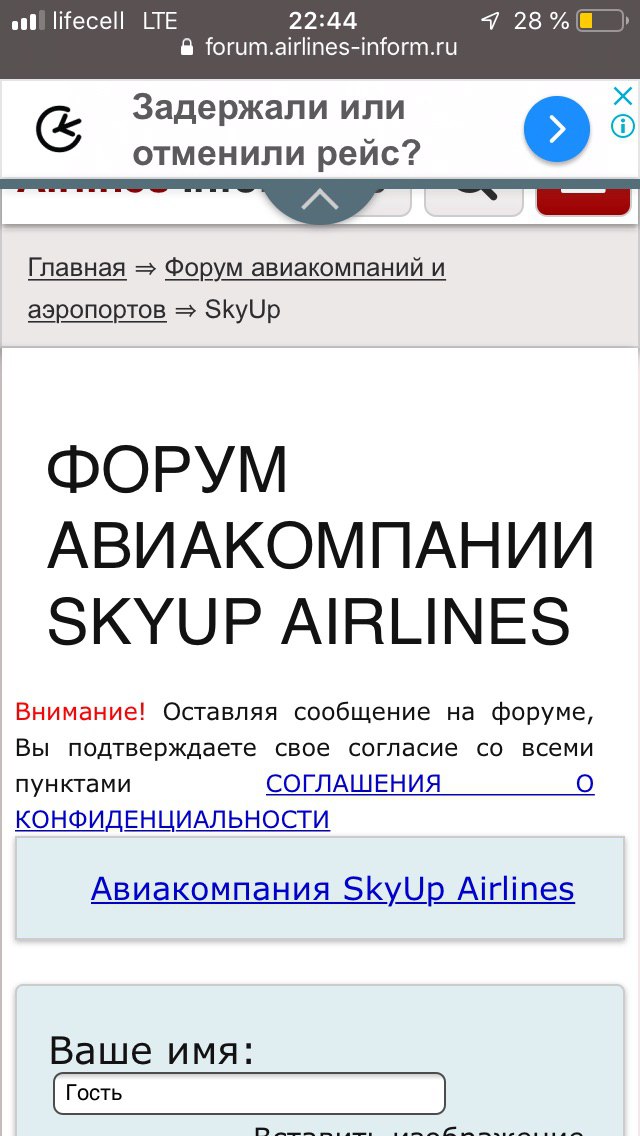 lifecell LTE 22:44 28 %
forum.airlines-inform.ru
Задержали или
отменили рейс?
Главная ⇒ Форум авиакомпаний и
аэропортов ⇒ SkyUp
ФОРУМ
АВИАКОМПАНИИ
SKYUP AIRLINES
Внимание! Оставляя сообщение на форуме,
Вы подтверждаете свое согласие со всеми
пунктами СОГЛАШЕНИЯ О
КОНФИДЕНЦИАЛЬНОСТИ
Авиакомпания SkyUp Airlines
Ваше имя:
Гость
Вставить изображение